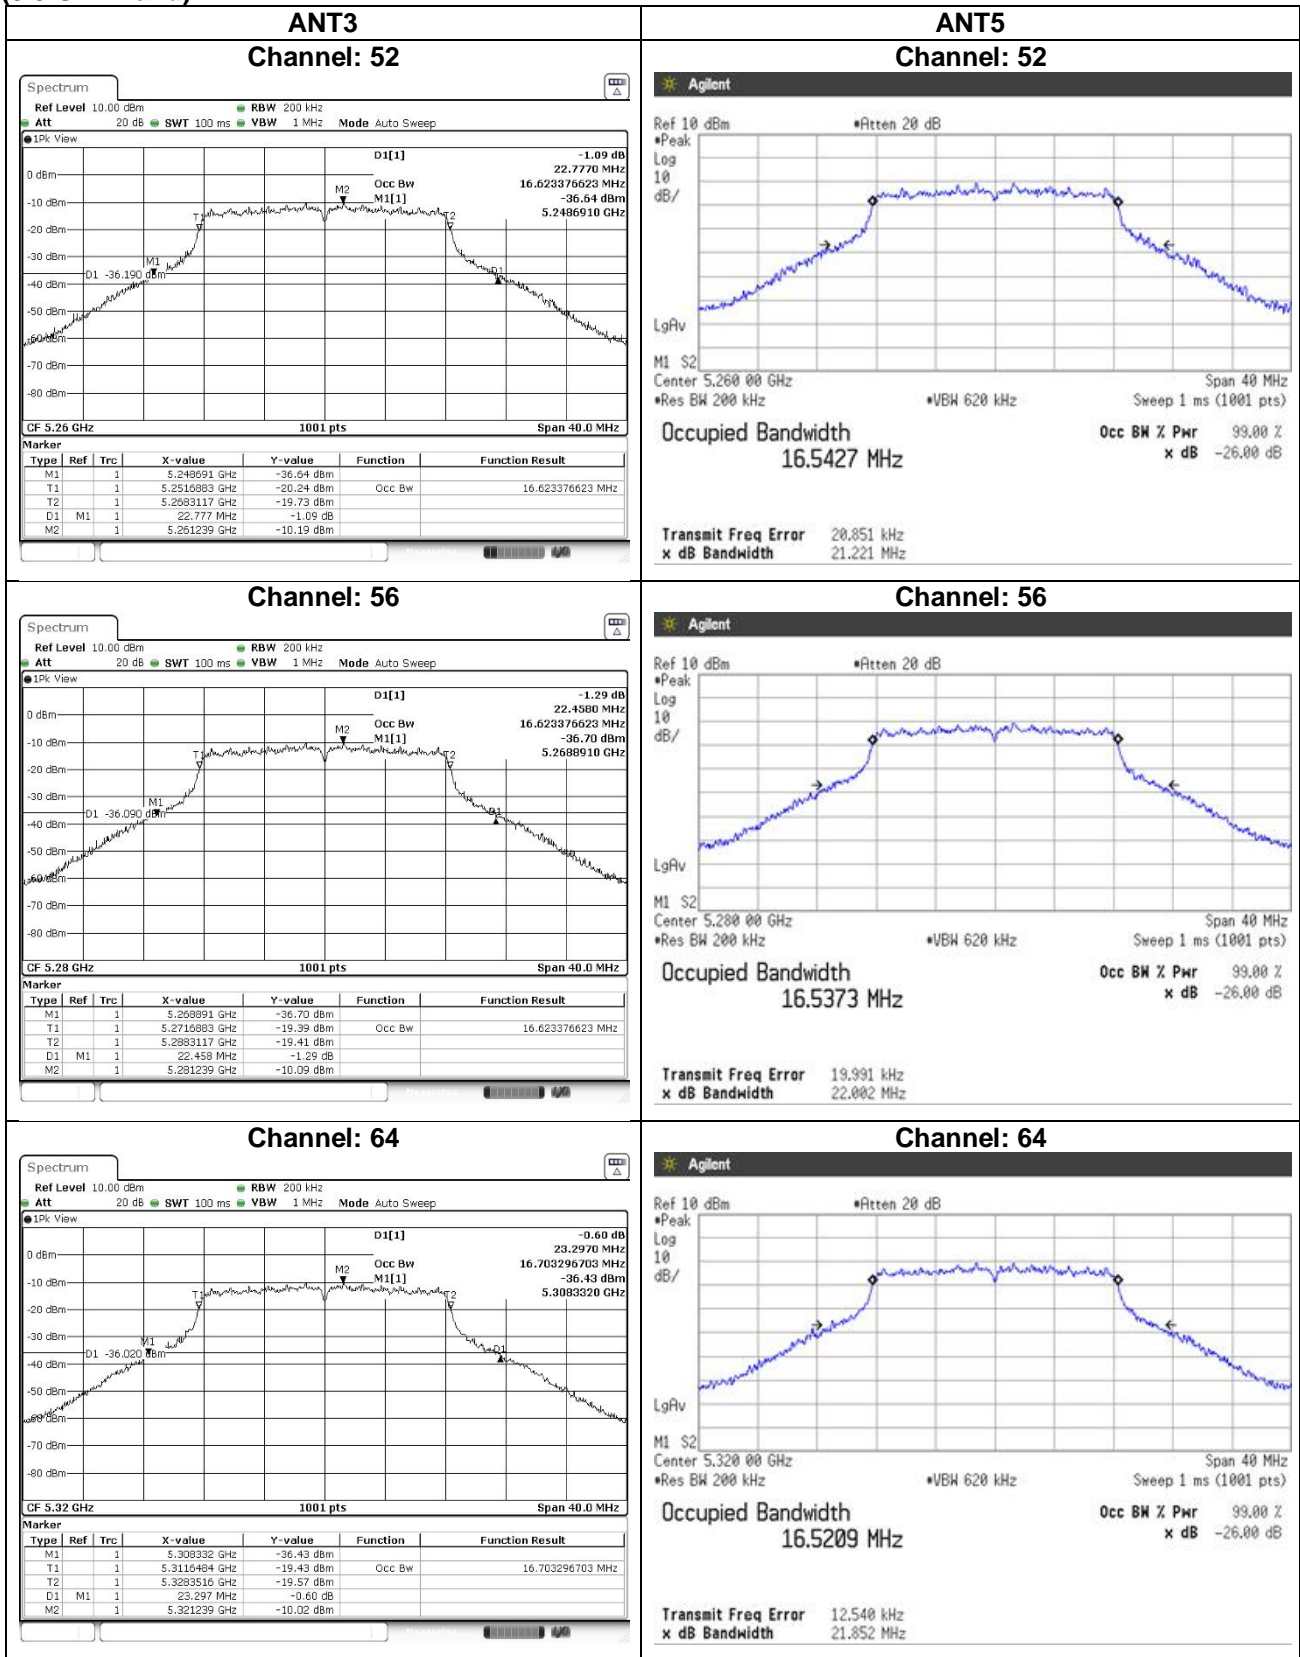 ANT3 ANT5
Channel: 52 Channel: 52
Spectrum
Ref Level 10.00 dBm RBW 200 kHz
Att 20 dB SWT 100 ms VBW 1 MHz Mode Auto Sweep
1Pk View
D1[1] -1.09 dB
22.7770 MHz
0 dBm
Occ Bw 16.623376623 MHz
M2
M1[1] -36.64 dBm
-10 dBm
5.2486910 GHz
T1 T2
-20 dBm
-30 dBm
M1
D1 -36.190 dBm
D1
-40 dBm
-50 dBm
-60 dBm
-70 dBm
-80 dBm
CF 5.26 GHz 1001 pts Span 40.0 MHz
Marker
Type Ref Trc X-value Y-value Function Function Result
M1 1 5.248691 GHz -36.64 dBm
T1 1 5.2516883 GHz -20.24 dBm Occ Bw 16.623376623 MHz
T2 1 5.2683117 GHz -19.73 dBm
D1 M1 1 22.777 MHz -1.09 dB
M2 1 5.261239 GHz -10.19 dBm
Agilent
Ref 10 dBm #Atten 20 dB
#Peak
Log
10
dB/
LgAv
M1 S2
Center 5.260 00 GHz Span 40 MHz
#Res BW 200 kHz #VBW 620 kHz Sweep 1 ms (1001 pts)
Occupied Bandwidth Occ BW % Pwr 99.00 %
16.5427 MHz x dB -26.00 dB
Transmit Freq Error 20.851 kHz
x dB Bandwidth 21.221 MHz
Channel: 56 Channel: 56
Spectrum
Ref Level 10.00 dBm RBW 200 kHz
Att 20 dB SWT 100 ms VBW 1 MHz Mode Auto Sweep
1Pk View
D1[1] -1.29 dB
22.4580 MHz
0 dBm
Occ Bw 16.623376623 MHz
M2
M1[1] -36.70 dBm
-10 dBm
5.2688910 GHz
T1 T2
-20 dBm
-30 dBm
M1
D1 -36.090 dBm
D1
-40 dBm
-50 dBm
-60 dBm
-70 dBm
-80 dBm
CF 5.28 GHz 1001 pts Span 40.0 MHz
Marker
Type Ref Trc X-value Y-value Function Function Result
M1 1 5.268891 GHz -36.70 dBm
T1 1 5.2716883 GHz -19.39 dBm Occ Bw 16.623376623 MHz
T2 1 5.2883117 GHz -19.41 dBm
D1 M1 1 22.458 MHz -1.29 dB
M2 1 5.281239 GHz -10.09 dBm
Agilent
Ref 10 dBm #Atten 20 dB
#Peak
Log
10
dB/
LgAv
M1 S2
Center 5.280 00 GHz Span 40 MHz
#Res BW 200 kHz #VBW 620 kHz Sweep 1 ms (1001 pts)
Occupied Bandwidth Occ BW % Pwr 99.00 %
16.5373 MHz x dB -26.00 dB
Transmit Freq Error 19.991 kHz
x dB Bandwidth 22.002 MHz
Channel: 64 Channel: 64
Spectrum
Ref Level 10.00 dBm RBW 200 kHz
Att 20 dB SWT 100 ms VBW 1 MHz Mode Auto Sweep
1Pk View
D1[1] -0.60 dB
23.2970 MHz
0 dBm
Occ Bw 16.703296703 MHz
M2
M1[1] -36.43 dBm
-10 dBm
5.3083320 GHz
T1 T2
-20 dBm
-30 dBm
M1
D1 -36.020 dBm
D1
-40 dBm
-50 dBm
-60 dBm
-70 dBm
-80 dBm
CF 5.32 GHz 1001 pts Span 40.0 MHz
Marker
Type Ref Trc X-value Y-value Function Function Result
M1 1 5.308332 GHz -36.43 dBm
T1 1 5.3116484 GHz -19.43 dBm Occ Bw 16.703296703 MHz
T2 1 5.3283516 GHz -19.57 dBm
D1 M1 1 23.297 MHz -0.60 dB
M2 1 5.321239 GHz -10.02 dBm
Agilent
Ref 10 dBm #Atten 20 dB
#Peak
Log
10
dB/
LgAv
M1 S2
Center 5.320 00 GHz Span 40 MHz
#Res BW 200 kHz #VBW 620 kHz Sweep 1 ms (1001 pts)
Occupied Bandwidth Occ BW % Pwr 99.00 %
16.5209 MHz x dB -26.00 dB
Transmit Freq Error 12.540 kHz
x dB Bandwidth 21.852 MHz